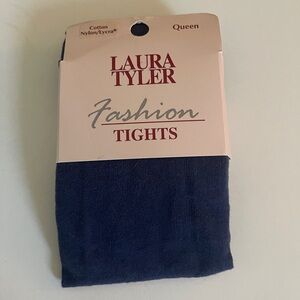 Cotton
Nylon/Lycra®
Queen
LAURA
TYLER
Fashion
TIGHTS